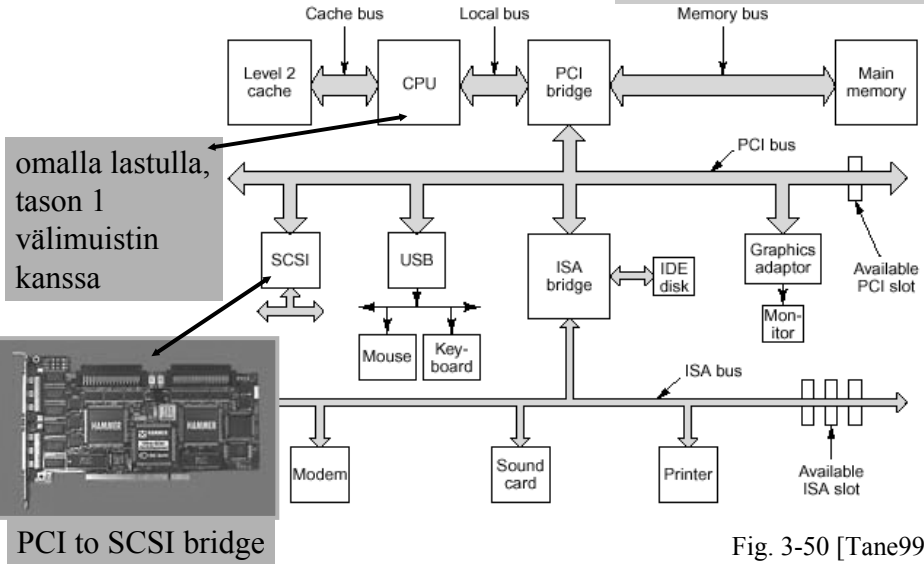 Cache bus
Local bus
Memory bus
Level 2
cache
CPU
PCI
bridge
Main
memory
omalla lastulla,
tason 1
välimuistin
kanssa
PCI bus
SCSI
USB
ISA
bridge
IDE
disk
Graphics
adaptor
Available
PCI slot
Mouse
Key-
board
Mon-
itor
ISA bus
HAMMER
HAMMER
Modem
Sound
card
Printer
Available
ISA slot
PCI to SCSI bridge
Fig. 3-50 [Tane99